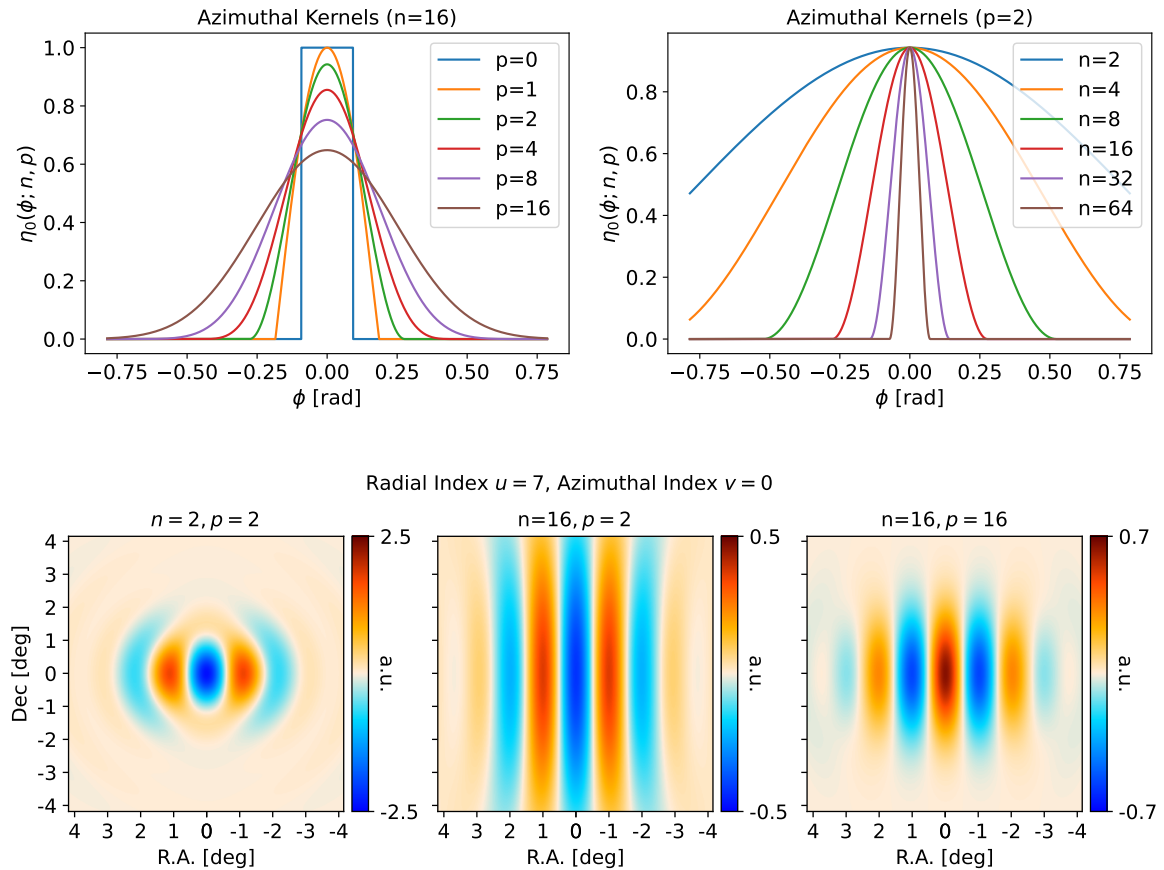 Azimuthal Kernels (n=16)
1.0
0.8
0.6
0.4
0.2
0.0
η₀(ϕ; n, p)
p=0
p=1
p=2
p=4
p=8
p=16
−0.75 −0.50 −0.25 0.00 0.25 0.50 0.75
ϕ [rad]
Azimuthal Kernels (p=2)
0.8
0.6
0.4
0.2
0.0
η₀(ϕ; n, p)
n=2
n=4
n=8
n=16
n=32
n=64
−0.75 −0.50 −0.25 0.00 0.25 0.50 0.75
ϕ [rad]
Radial Index u = 7, Azimuthal Index v = 0
n = 2, p = 2
4
3
2
1
0
-1
-2
-3
-4
Dec [deg]
4 3 2 1 0 -1 -2 -3 -4
R.A. [deg]
2.5
a.u.
-2.5
n=16, p = 2
4 3 2 1 0 -1 -2 -3 -4
R.A. [deg]
0.5
a.u.
-0.5
n=16, p = 16
4 3 2 1 0 -1 -2 -3 -4
R.A. [deg]
0.7
a.u.
-0.7